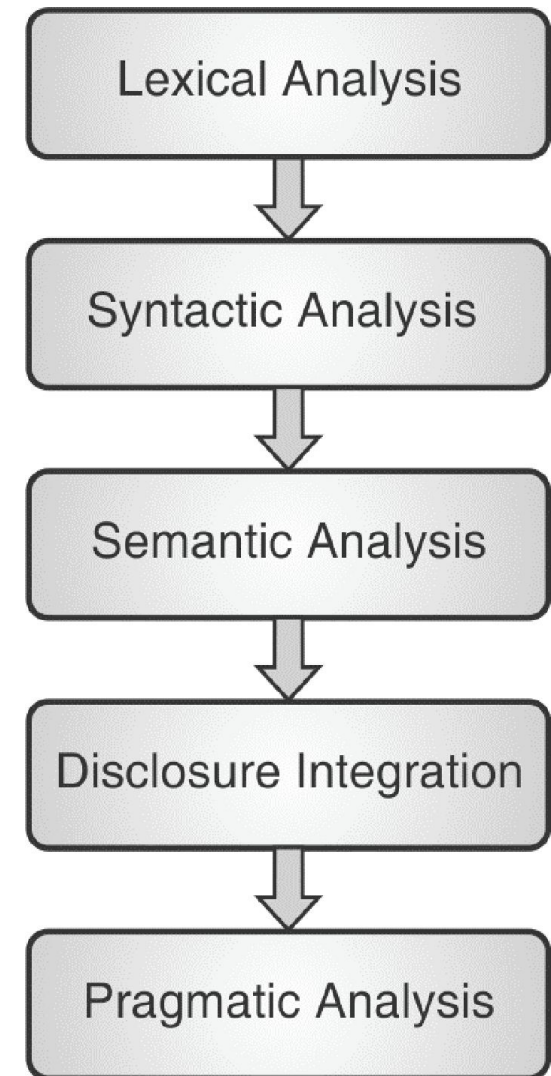 Lexical Analysis
Syntactic Analysis
Semantic Analysis
Disclosure Integration
Pragmatic Analysis